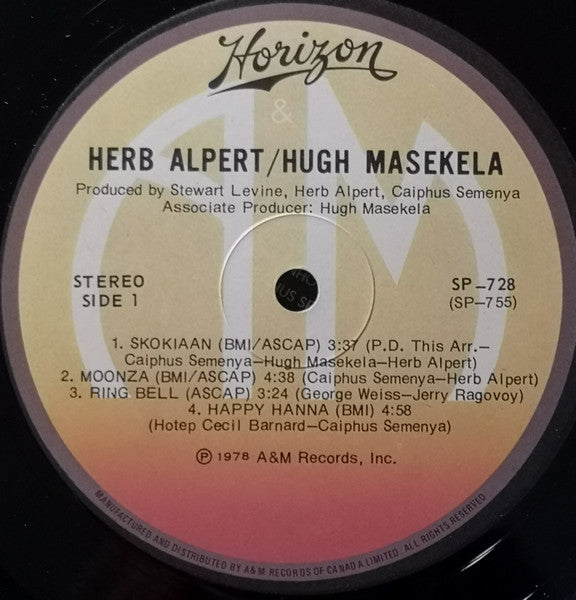 Horizon
&
AM
HERB ALPERT/HUGH MASEKELA
Produced by Stewart Levine, Herb Alpert, Caiphus Semenya
Associate Producer: Hugh Masekela
STEREO
SIDE 1
SP–728
(SP–755)
1. SKOKIAAN (BMI/ASCAP) 3:37 (P.D. This Arr.–
Caiphus Semenya–Hugh Masekela–Herb Alpert)
2. MOONZA (BMI/ASCAP) 4:38 (Caiphus Semenya–Herb Alpert)
3. RING BELL (ASCAP) 3:24 (George Weiss–Jerry Ragovoy)
4. HAPPY HANNA (BMI) 4:58
(Hotep Cecil Barnard–Caiphus Semenya)
Ⓟ 1978 A&M Records, Inc.
MANUFACTURED AND DISTRIBUTED BY A&M RECORDS OF CANADA LIMITED. ALL RIGHTS RESERVED